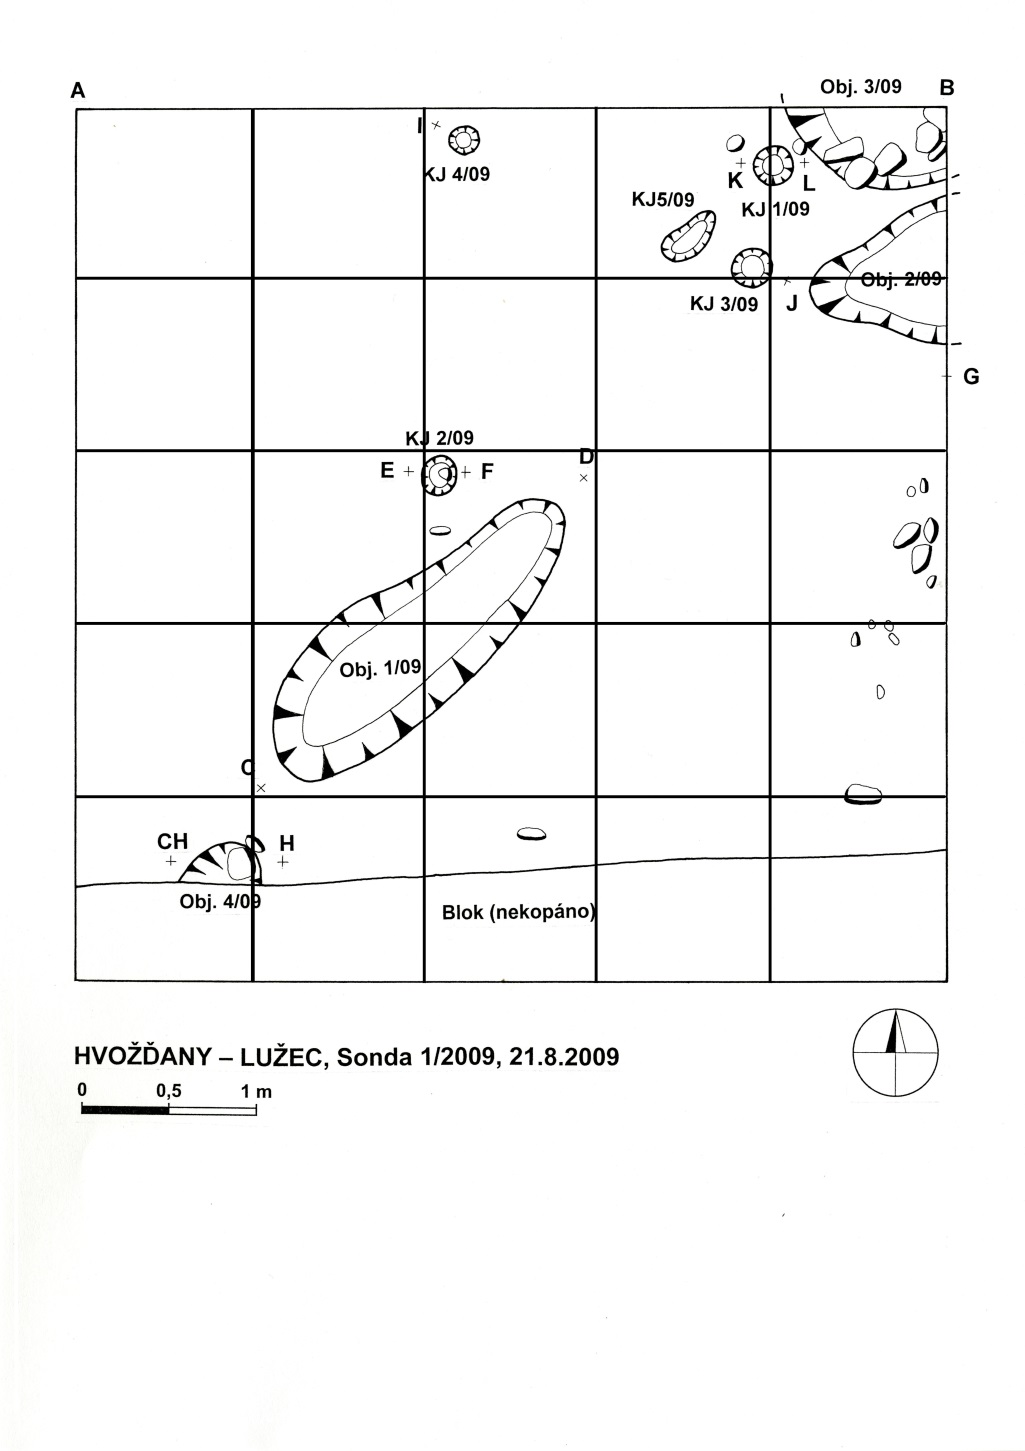 A
Obj. 3/09 B
I
KJ 4/09
K
L
KJ5/09
KJ 1/09
Obj. 2/09
KJ 3/09
J
G
KJ 2/09
D
E
F
Obj. 1/09
C
CH
H
Obj. 4/09
Blok (nekopáno)
HVOŽĎANY – LUŽEC, Sonda 1/2009, 21.8.2009
0 0,5 1 m